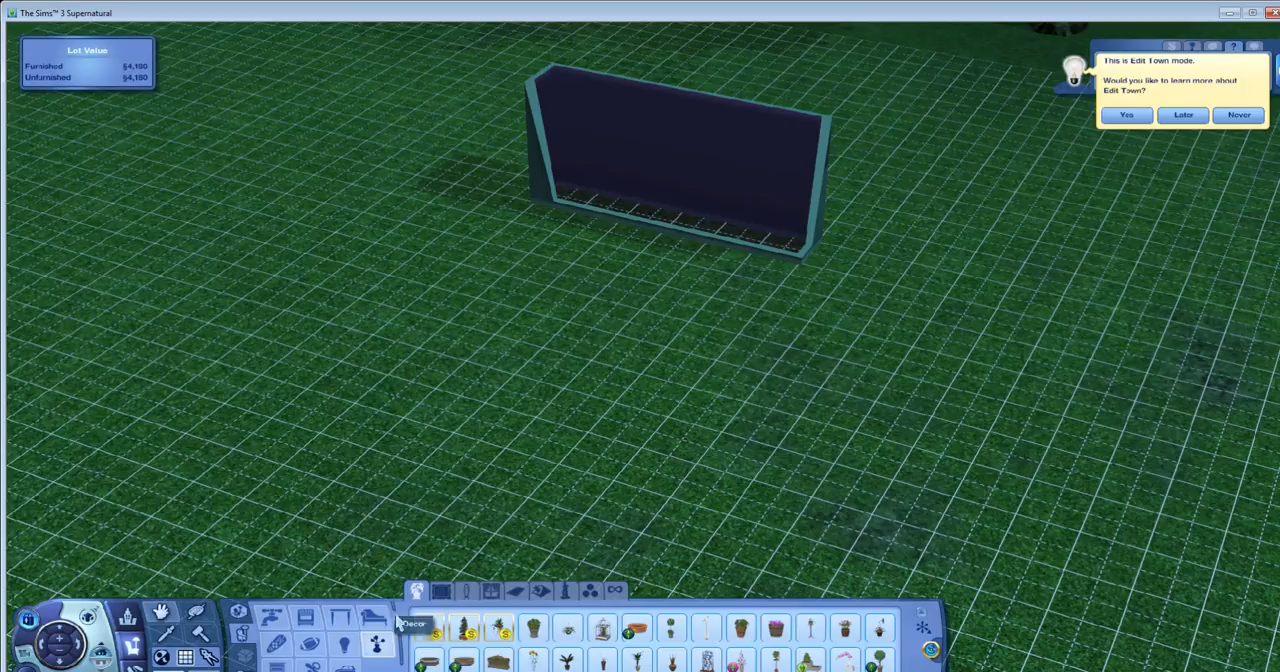 The Sims™ 3 Supernatural
Lot Value
Furnished §4,180
Unfurnished §4,180
This is Edit Town mode.
Would you like to learn more about
Edit Town?
Yes Later Never
Decor